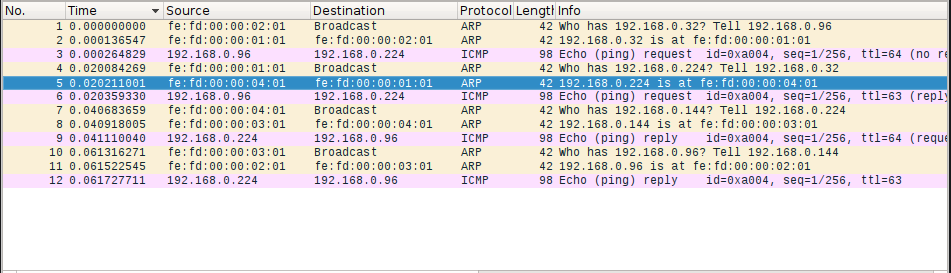 No. Time Source Destination Protocol Lengtl Info
1 0.000000000 fe:fd:00:00:02:01 Broadcast ARP 42 Who has 192.168.0.32? Tell 192.168.0.96
2 0.000136547 fe:fd:00:00:01:01 fe:fd:00:00:02:01 ARP 42 192.168.0.32 is at fe:fd:00:00:01:01
3 0.000264829 192.168.0.96 192.168.0.224 ICMP 98 Echo (ping) request id=0xa004, seq=1/256, ttl=64 (no re
4 0.020084269 fe:fd:00:00:01:01 Broadcast ARP 42 Who has 192.168.0.224? Tell 192.168.0.32
5 0.020211001 fe:fd:00:00:04:01 fe:fd:00:00:01:01 ARP 42 192.168.0.224 is at fe:fd:00:00:04:01
6 0.020359330 192.168.0.96 192.168.0.224 ICMP 98 Echo (ping) request id=0xa004, seq=1/256, ttl=63 (reply
7 0.040683659 fe:fd:00:00:04:01 Broadcast ARP 42 Who has 192.168.0.144? Tell 192.168.0.224
8 0.040918005 fe:fd:00:00:03:01 fe:fd:00:00:04:01 ARP 42 192.168.0.144 is at fe:fd:00:00:03:01
9 0.041110040 192.168.0.224 192.168.0.96 ICMP 98 Echo (ping) reply id=0xa004, seq=1/256, ttl=64 (reque
10 0.061316271 fe:fd:00:00:03:01 Broadcast ARP 42 Who has 192.168.0.96? Tell 192.168.0.144
11 0.061522545 fe:fd:00:00:02:01 fe:fd:00:00:03:01 ARP 42 192.168.0.96 is at fe:fd:00:00:02:01
12 0.061727711 192.168.0.224 192.168.0.96 ICMP 98 Echo (ping) reply id=0xa004, seq=1/256, ttl=63